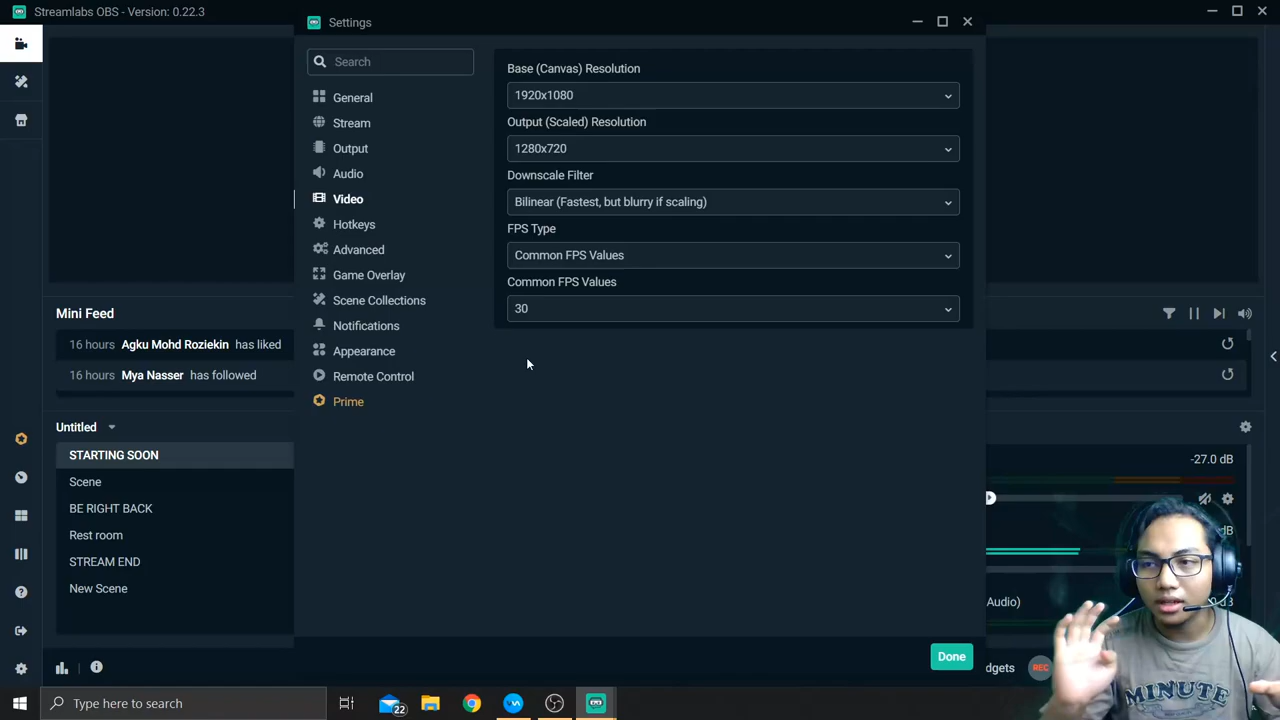 Streamlabs OBS - Version: 0.22.3
Settings
Search
General
Stream
Output
Audio
Video
Hotkeys
Advanced
Game Overlay
Scene Collections
Notifications
Appearance
Remote Control
Prime
Base (Canvas) Resolution
1920x1080
Output (Scaled) Resolution
1280x720
Downscale Filter
Bilinear (Fastest, but blurry if scaling)
FPS Type
Common FPS Values
Common FPS Values
30
Done
Mini Feed
16 hours Agku Mohd Roziekin has liked
16 hours Mya Nasser has followed
Untitled
STARTING SOON
Scene
BE RIGHT BACK
Rest room
STREAM END
New Scene
-27.0 dB
dB
Audio)
dgets
REC
MINUTE
Type here to search
22